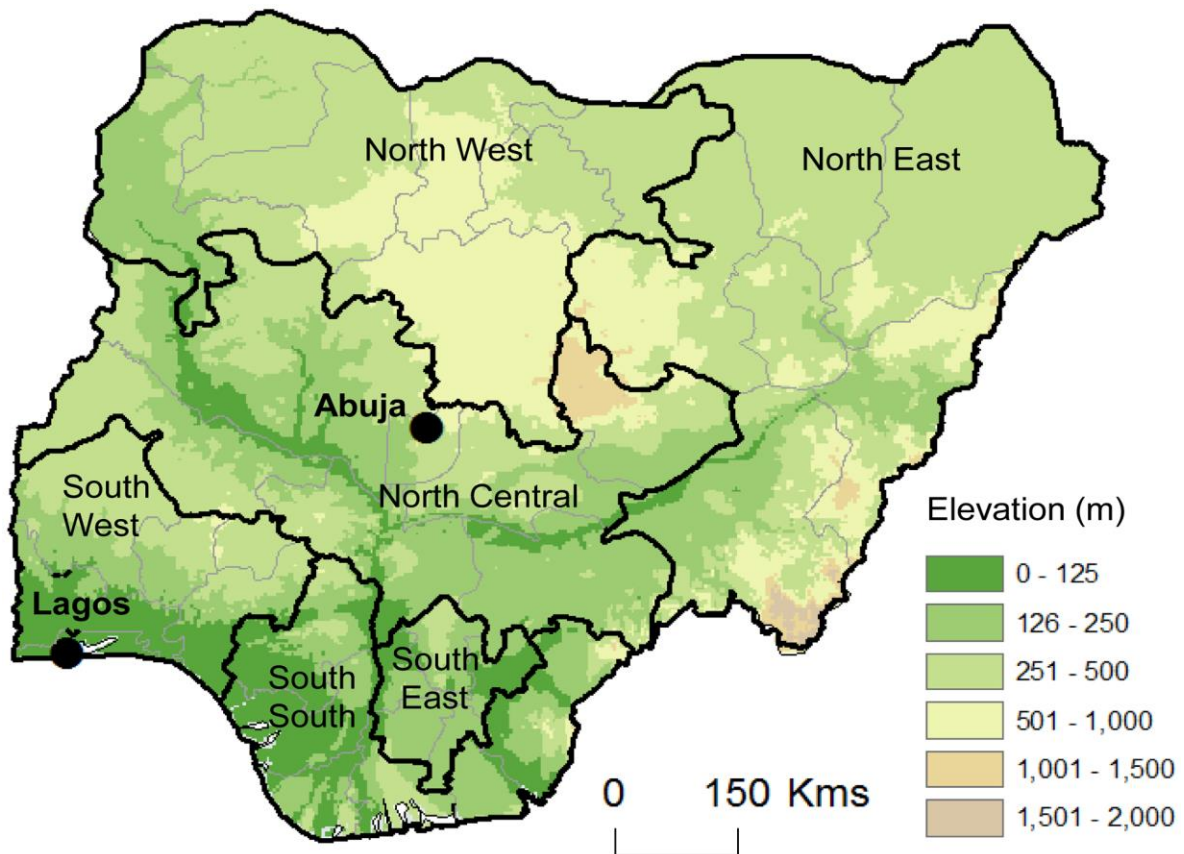 North West
North East
Abuja
North Central
South
West
Lagos
South
South
South
East
Elevation (m)
0 - 125
126 - 250
251 - 500
501 - 1,000
1,001 - 1,500
1,501 - 2,000
0 150 Kms